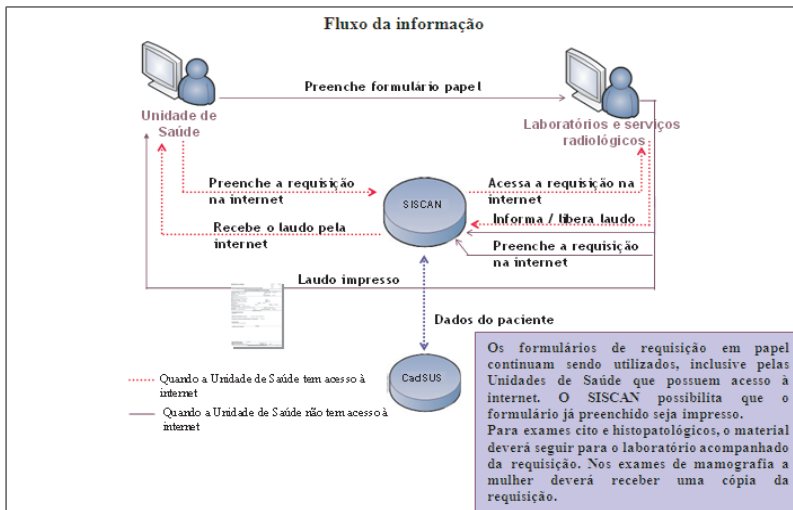 Fluxo da informação
Preenche formulário papel
Unidade de
Saúde
Laboratórios e serviços
radiológicos
Preenche a requisição
na internet
SISCAN
Acessa a requisição na
internet
Recebe o laudo pela
internet
Informa / libera laudo
Preenche a requisição
na internet
Laudo impresso
Dados do paciente
CadSUS
Quando a Unidade de Saúde tem acesso à
internet
Quando a Unidade de Saúde não tem acesso à
internet
Os formulários de requisição em papel
continuam sendo utilizados, inclusive pelas
Unidades de Saúde que possuem acesso à
internet. O SISCAN possibilita que o
formulário já preenchido seja impresso.
Para exames cito e histopatológicos, o material
deverá seguir para o laboratório acompanhado
da requisição. Nos exames de mamografia a
mulher deverá receber uma cópia da
requisição.